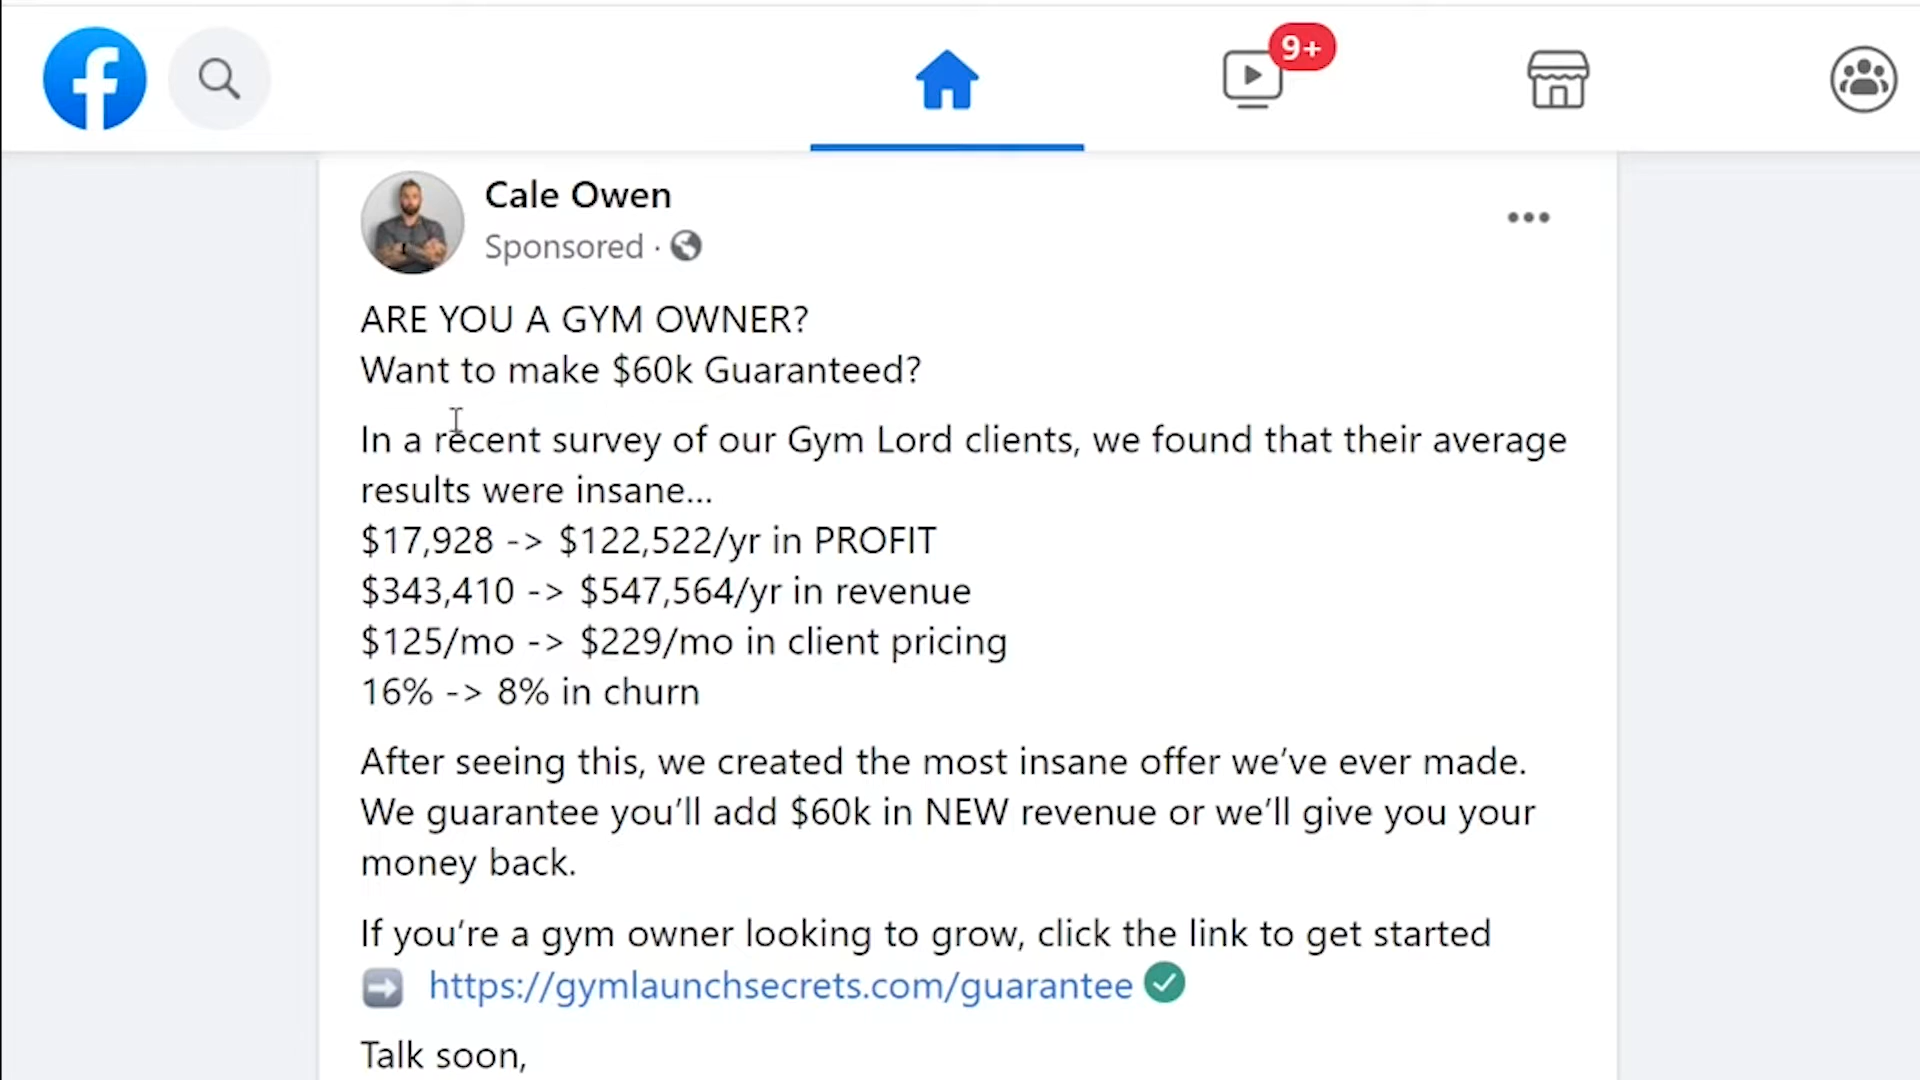 9+
Cale Owen
Sponsored ·
ARE YOU A GYM OWNER?
Want to make $60k Guaranteed?
In a recent survey of our Gym Lord clients, we found that their average
results were insane...
$17,928 -> $122,522/yr in PROFIT
$343,410 -> $547,564/yr in revenue
$125/mo -> $229/mo in client pricing
16% -> 8% in churn
After seeing this, we created the most insane offer we’ve ever made.
We guarantee you’ll add $60k in NEW revenue or we’ll give you your
money back.
If you’re a gym owner looking to grow, click the link to get started
➡️ https://gymlaunchsecrets.com/guarantee
Talk soon,